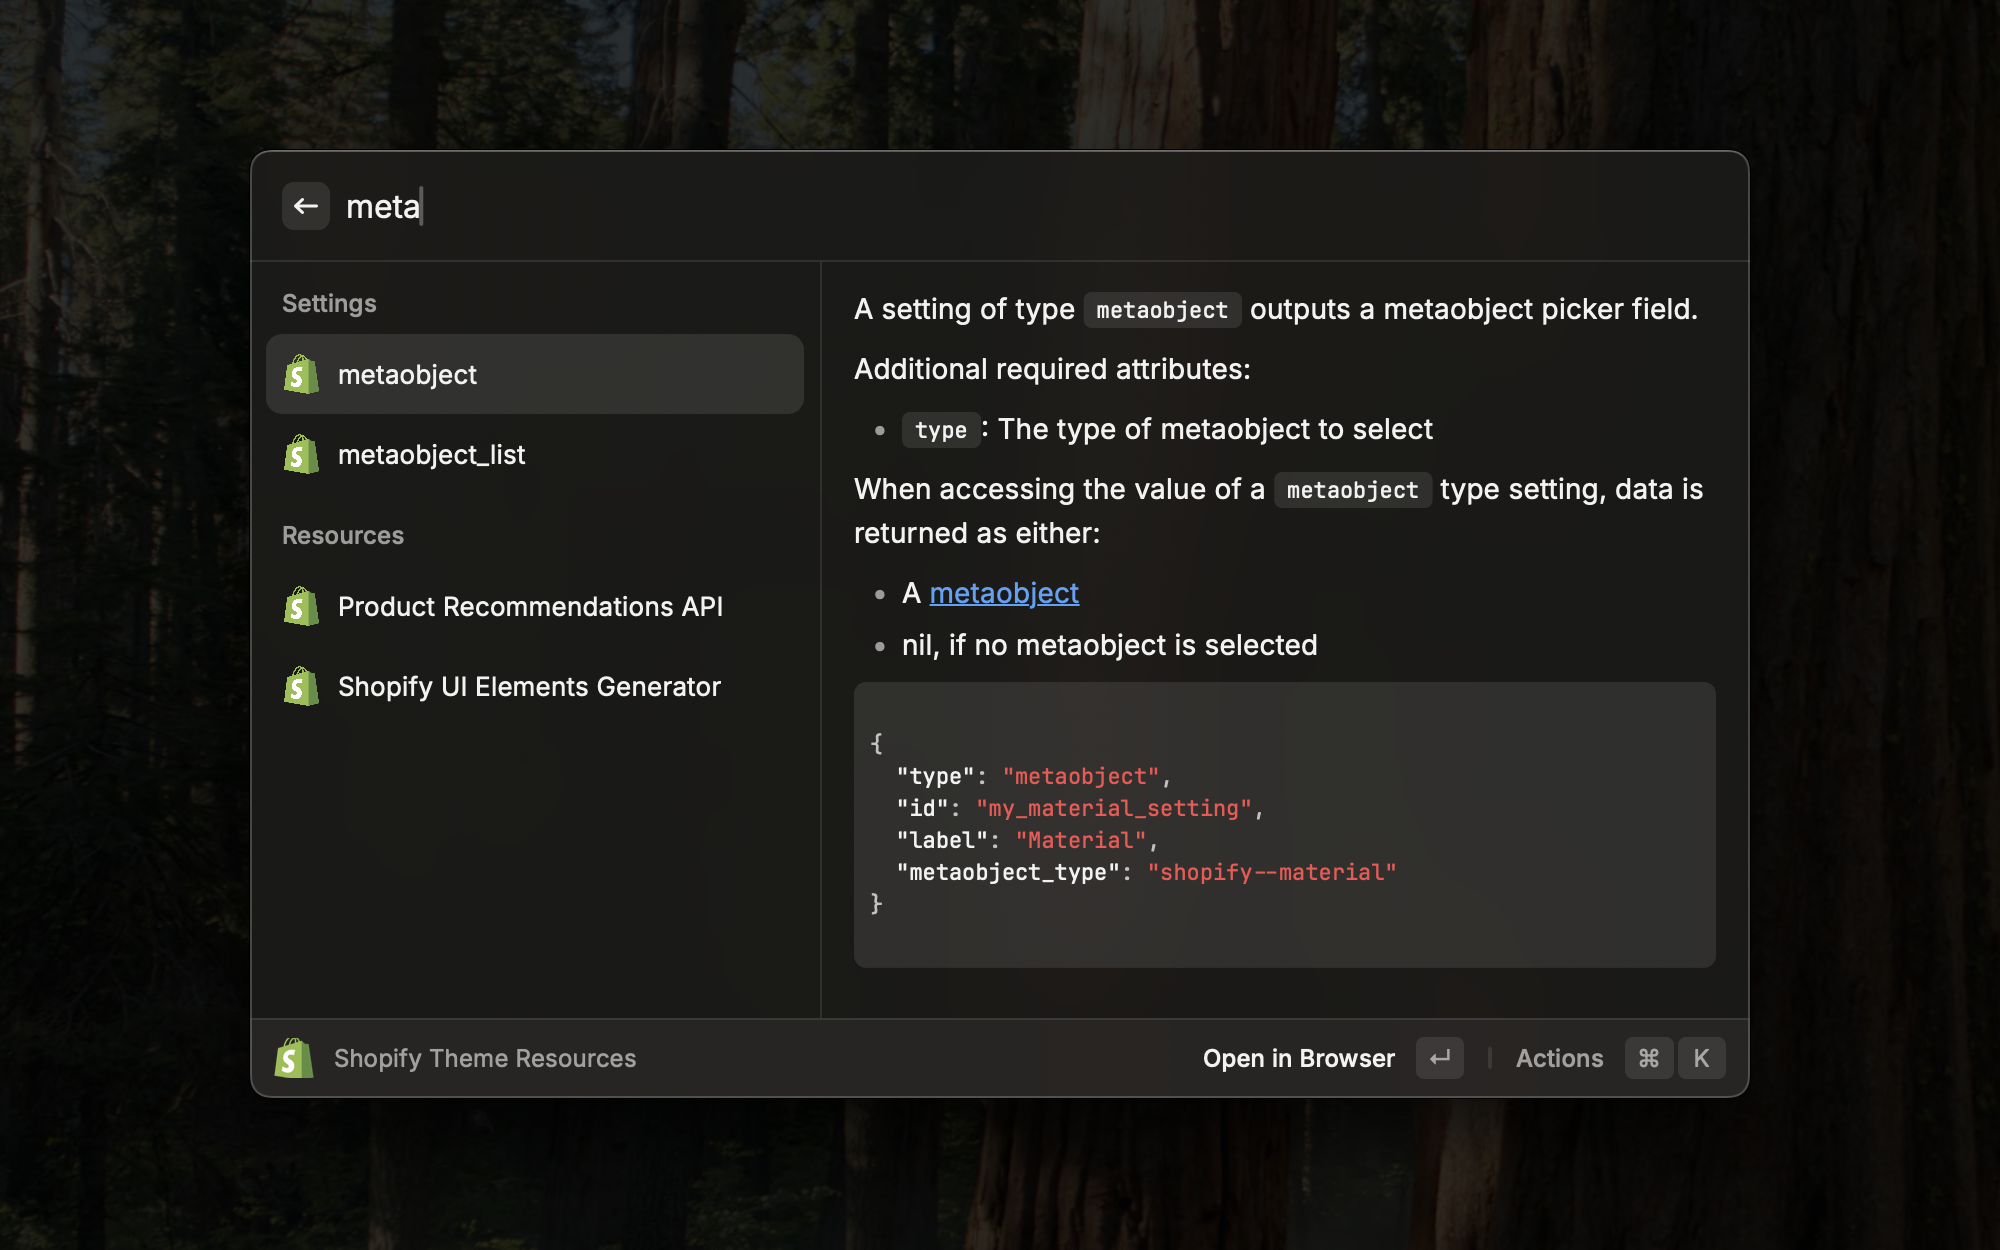 meta
Settings
metaobject
metaobject_list
Resources
Product Recommendations API
Shopify UI Elements Generator
A setting of type metaobject outputs a metaobject picker field.
Additional required attributes:
• type: The type of metaobject to select
When accessing the value of a metaobject type setting, data is
returned as either:
• A metaobject
• nil, if no metaobject is selected
{
"type": "metaobject",
"id": "my_material_setting",
"label": "Material",
"metaobject_type": "shopify--material"
}
Shopify Theme Resources
Open in Browser ↵ | Actions ⌘ K